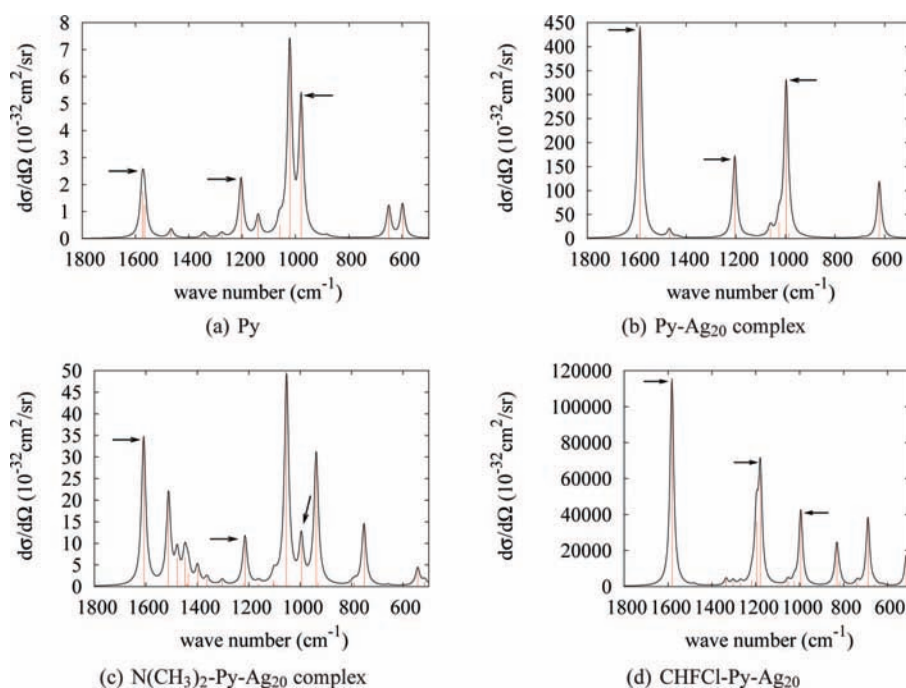 dσ/dΩ (10⁻³²cm²/sr)
8
7
6
5
4
3
2
1
0
1800 1600 1400 1200 1000 800 600
wave number (cm⁻¹)
(a) Py
dσ/dΩ (10⁻³²cm²/sr)
450
400
350
300
250
200
150
100
50
0
1800 1600 1400 1200 1000 800 600
wave number (cm⁻¹)
(b) Py-Ag₂₀ complex
dσ/dΩ (10⁻³²cm²/sr)
50
45
40
35
30
25
20
15
10
5
0
1800 1600 1400 1200 1000 800 600
wave number (cm⁻¹)
(c) N(CH₃)₂-Py-Ag₂₀ complex
dσ/dΩ (10⁻³²cm²/sr)
120000
100000
80000
60000
40000
20000
0
1800 1600 1400 1200 1000 800 600
wave number (cm⁻¹)
(d) CHFCl-Py-Ag₂₀